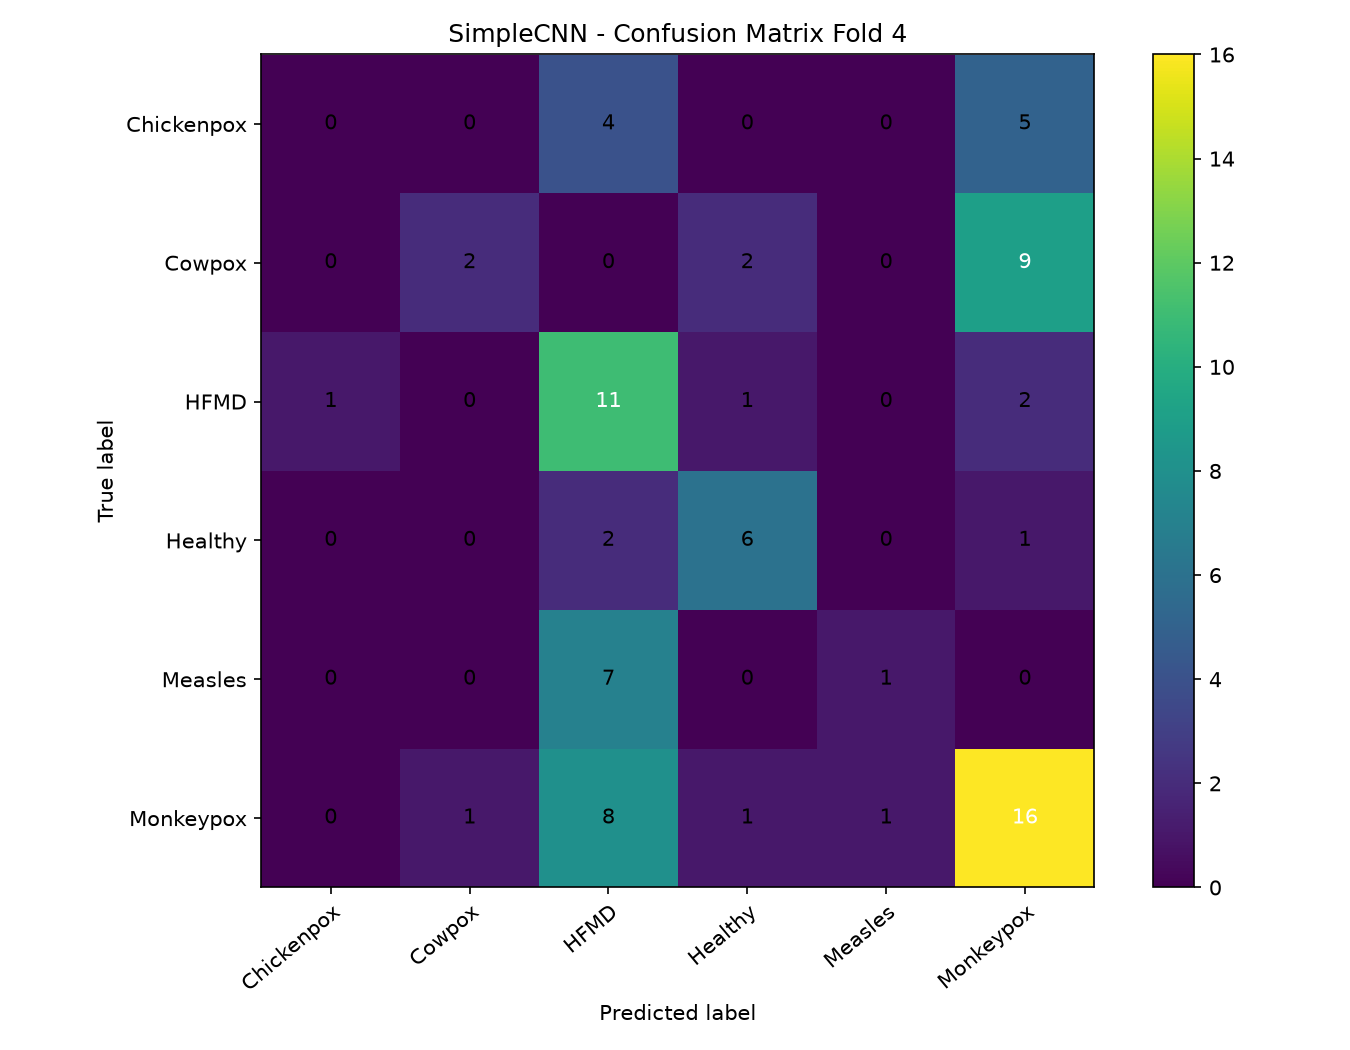 SimpleCNN - Confusion Matrix Fold 4
Chickenpox 0 0 4 0 0 5
Cowpox 0 2 0 2 0 9
HFMD 1 0 11 1 0 2
Healthy 0 0 2 6 0 1
Measles 0 0 7 0 1 0
Monkeypox 0 1 8 1 1 16
Chickenpox Cowpox HFMD Healthy Measles Monkeypox
Predicted label
True label
16
14
12
10
8
6
4
2
0